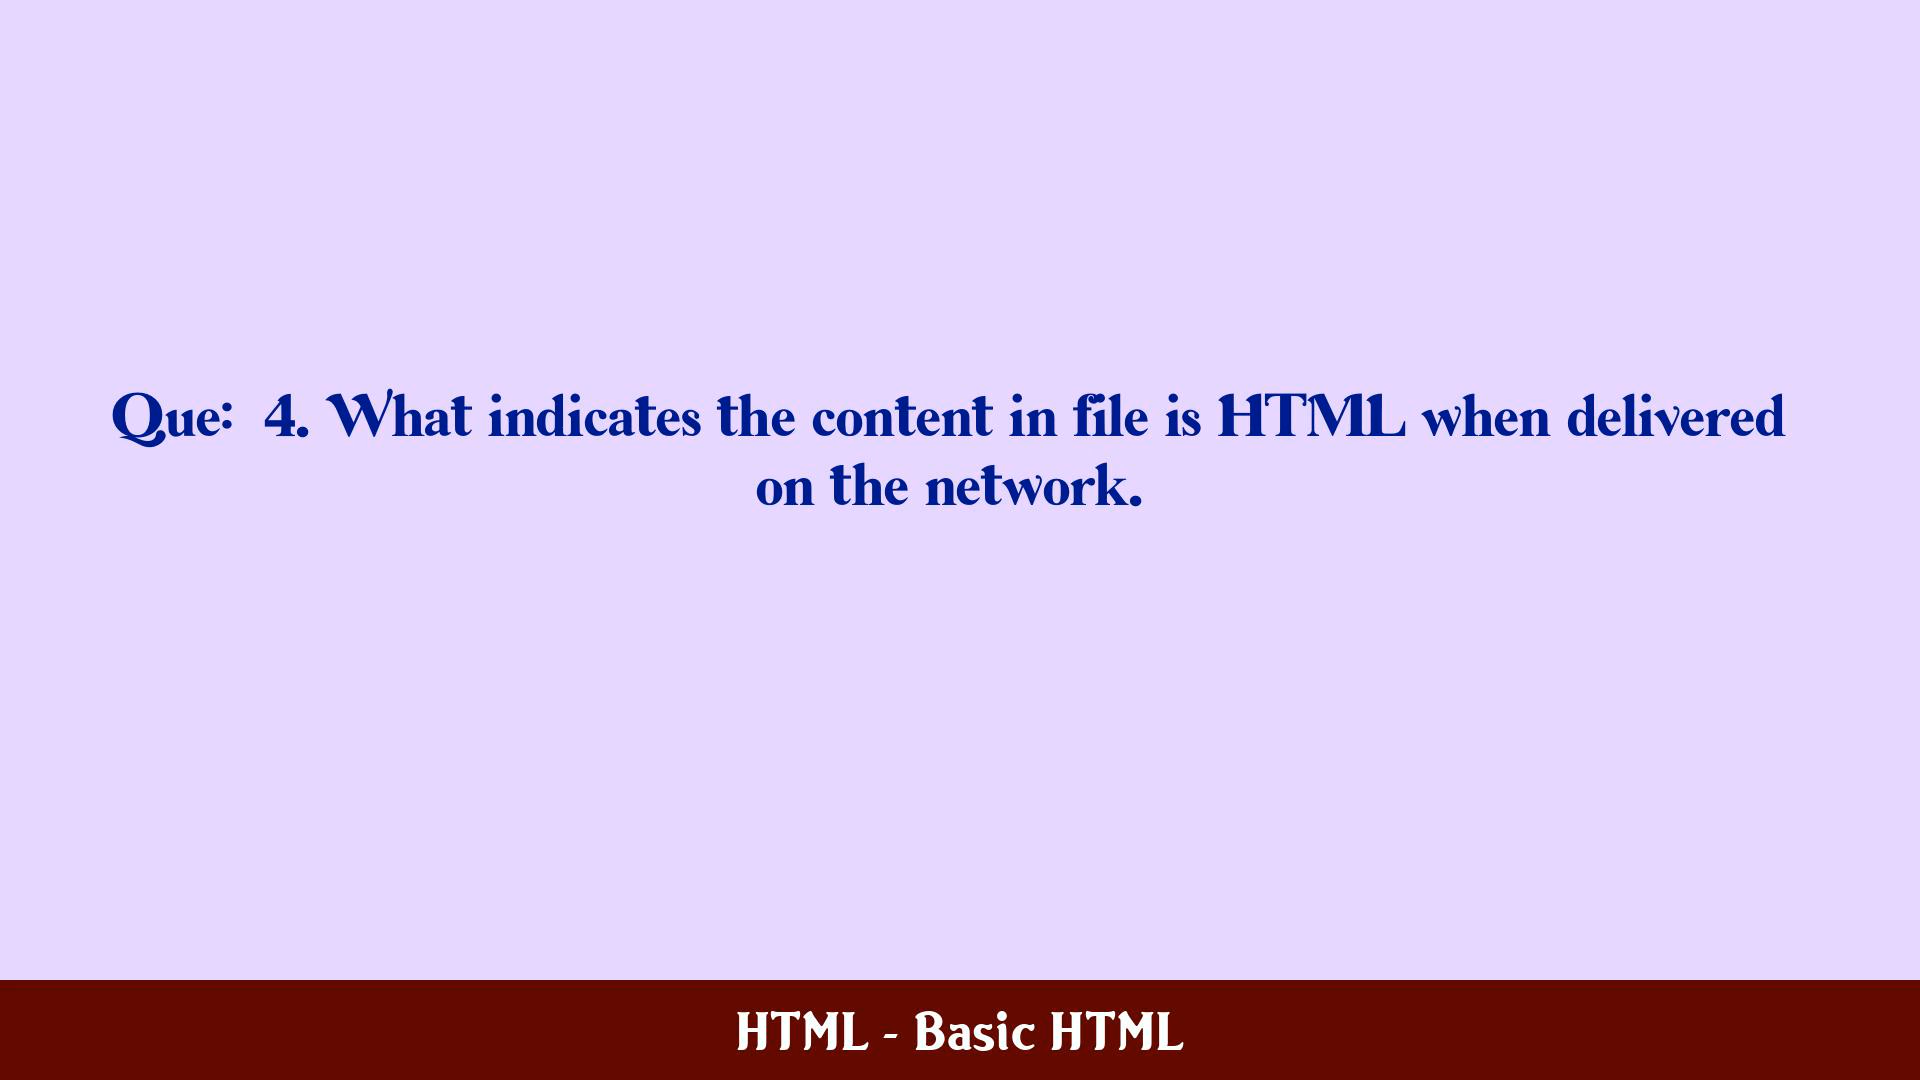 Que:  4. What indicates the content in file is HTML when delivered
on the network.
HTML - Basic HTML